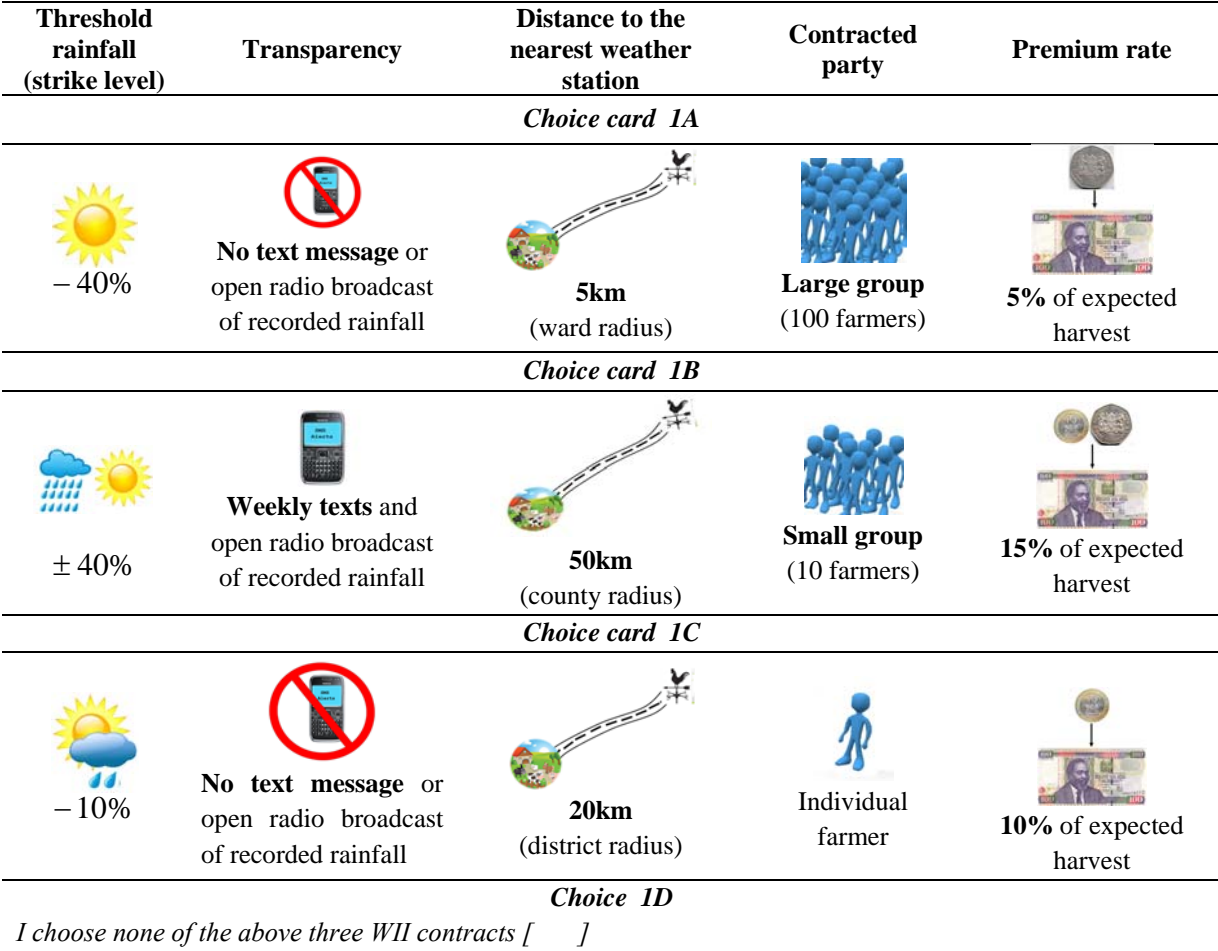 Threshold rainfall (strike level)
Transparency
Distance to the nearest weather station
Contracted party
Premium rate
Choice card 1A
– 40%
No text message or
open radio broadcast
of recorded rainfall
5km
(ward radius)
Large group
(100 farmers)
5% of expected
harvest
Choice card 1B
± 40%
SMS
Alerts
Weekly texts and
open radio broadcast
of recorded rainfall
50km
(county radius)
Small group
(10 farmers)
100
100
15% of expected
harvest
Choice card 1C
–10%
No text message or
open radio broadcast
of recorded rainfall
20km
(district radius)
Individual
farmer
10% of expected
harvest
Choice 1D
I choose none of the above three WII contracts [ ]